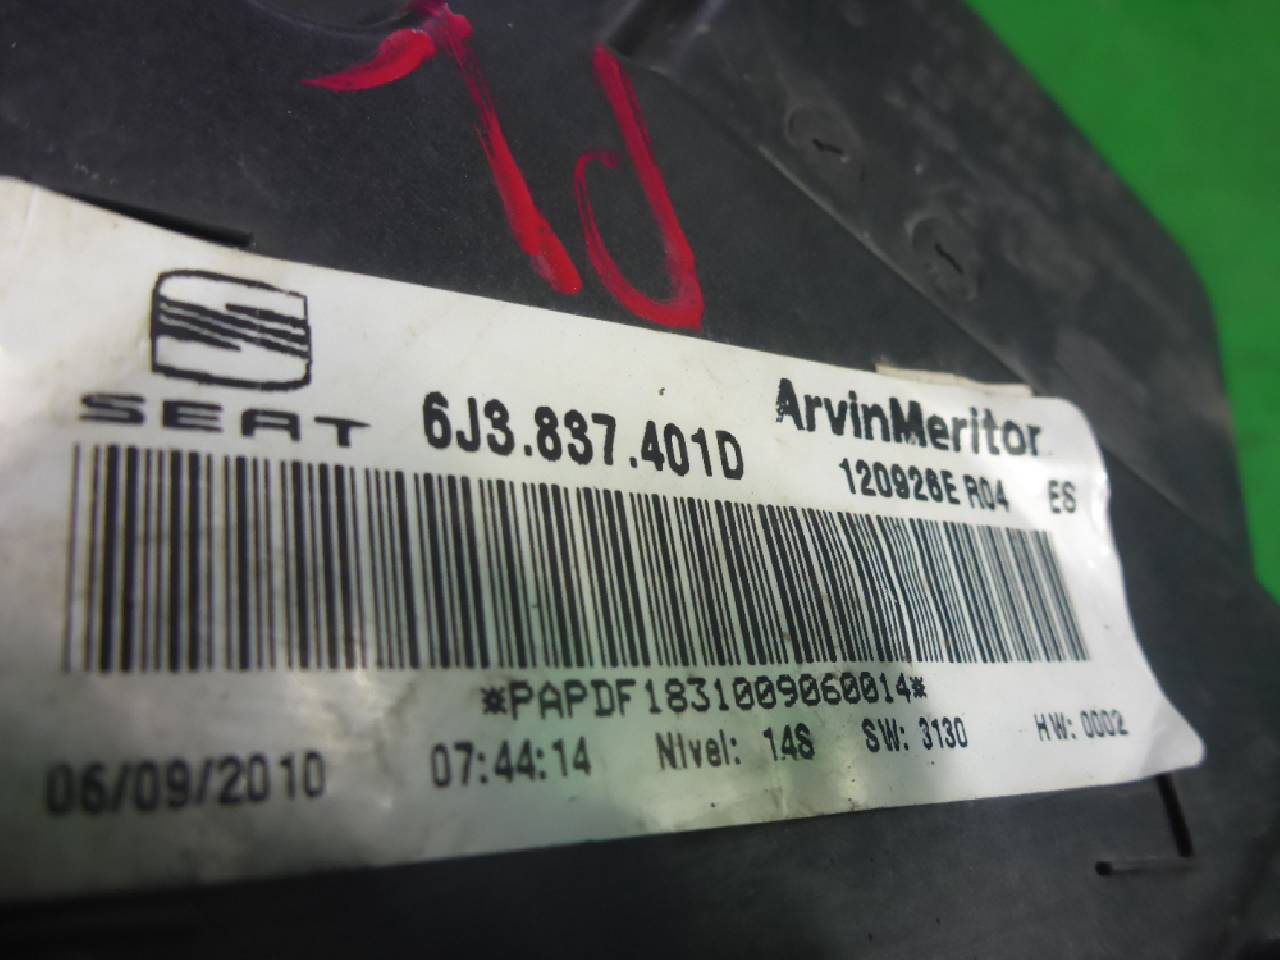 SEAT
6J3.837.401D
ArvinMeritor
120926E R04 ES
*PAPDF1831009060014*
06/09/2010 07:44:14 Nivel: 14S SW: 3130 HW: 0002